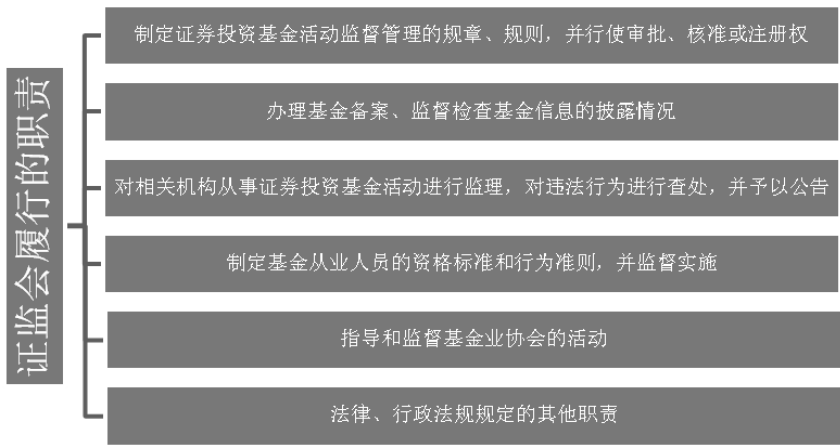 证监会履行的职责
制定证券投资基金活动监督管理的规章、规则，并行使审批、核准或注册权
办理基金备案、监督检查基金信息的披露情况
对相关机构从事证券投资基金活动进行监理，对违法行为进行查处，并予以公告
制定基金从业人员的资格标准和行为准则，并监督实施
指导和监督基金业协会的活动
法律、行政法规规定的其他职责